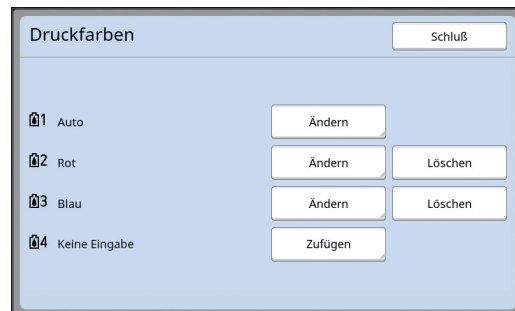 Druckfarben Schluß
1 Auto Ändern
2 Rot Ändern Löschen
3 Blau Ändern Löschen
4 Keine Eingabe Zufügen